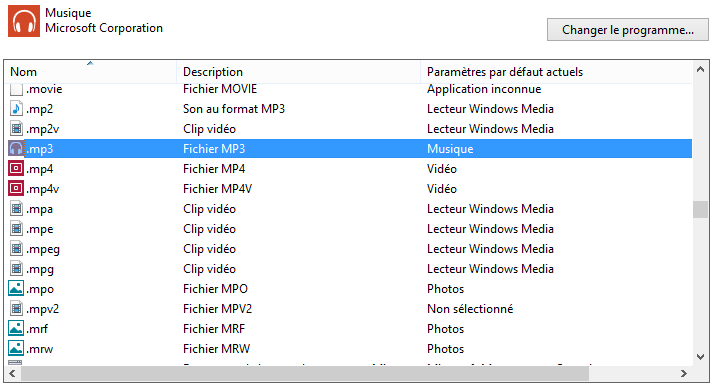 Musique
Microsoft Corporation
Changer le programme...
Nom Description Paramètres par défaut actuels
.movie Fichier MOVIE Application inconnue
.mp2 Son au format MP3 Lecteur Windows Media
.mp2v Clip vidéo Lecteur Windows Media
.mp3 Fichier MP3 Musique
.mp4 Fichier MP4 Vidéo
.mp4v Fichier MP4V Vidéo
.mpa Clip vidéo Lecteur Windows Media
.mpe Clip vidéo Lecteur Windows Media
.mpeg Clip vidéo Lecteur Windows Media
.mpg Clip vidéo Lecteur Windows Media
.mpo Fichier MPO Photos
.mpv2 Fichier MPV2 Non sélectionné
.mrf Fichier MRF Photos
.mrw Fichier MRW Photos